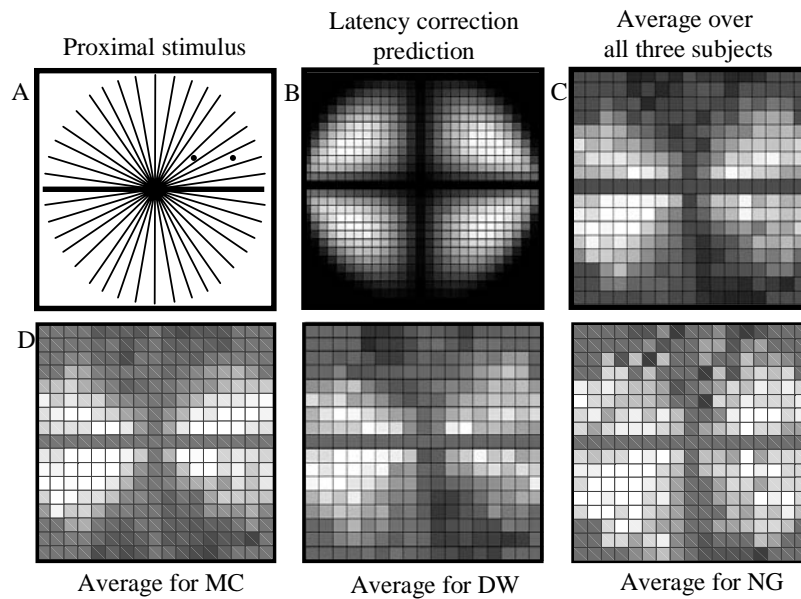 Proximal stimulus
Latency correction
prediction
Average over
all three subjects
A
B
C
D
Average for MC
Average for DW
Average for NG